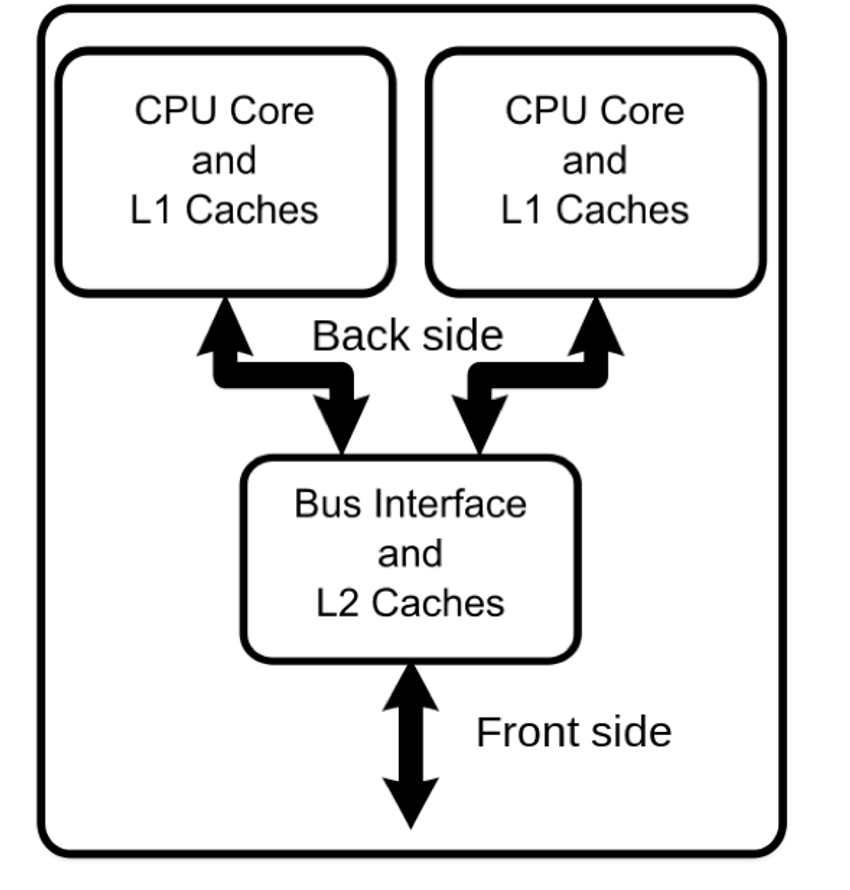 CPU Core
and
L1 Caches
CPU Core
and
L1 Caches
Back side
Bus Interface
and
L2 Caches
Front side